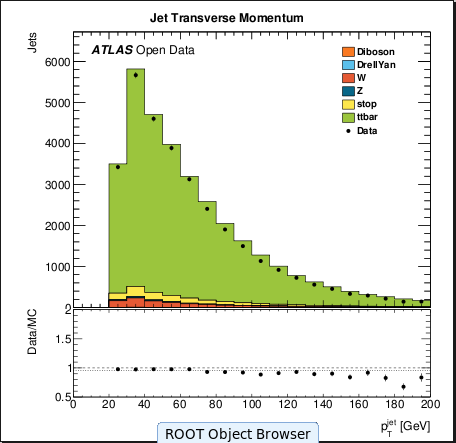 Jet Transverse Momentum
Jets
ATLAS Open Data
Diboson
DrellYan
W
Z
stop
ttbar
Data
6000
5000
4000
3000
2000
1000
0
Data/MC
2
1.5
1
0.5
0 20 40 60 80 100 120 140 160 180 200
p_T^jet [GeV]
ROOT Object Browser